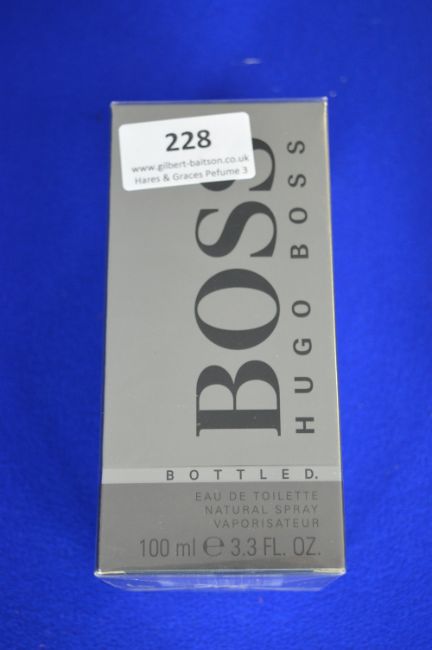 228
www.gilbert-baitson.co.uk
Hares & Graces Pefume 3
BOSS
HUGO BOSS
BOTTLED.
EAU DE TOILETTE
NATURAL SPRAY
VAPORISATEUR
100 ml ℮ 3.3 FL. OZ.